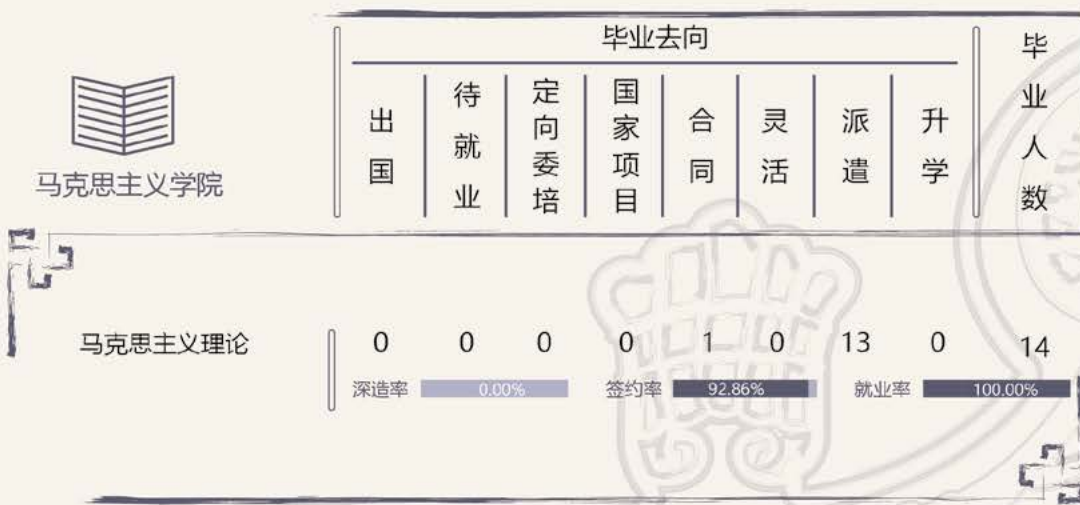 毕业去向
毕业人数
出国
待就业
定向委培
国家项目
合同
灵活
派遣
升学
马克思主义学院
马克思主义理论 0 0 0 0 1 0 13 0 14
深造率 0.00% 签约率 92.86% 就业率 100.00%